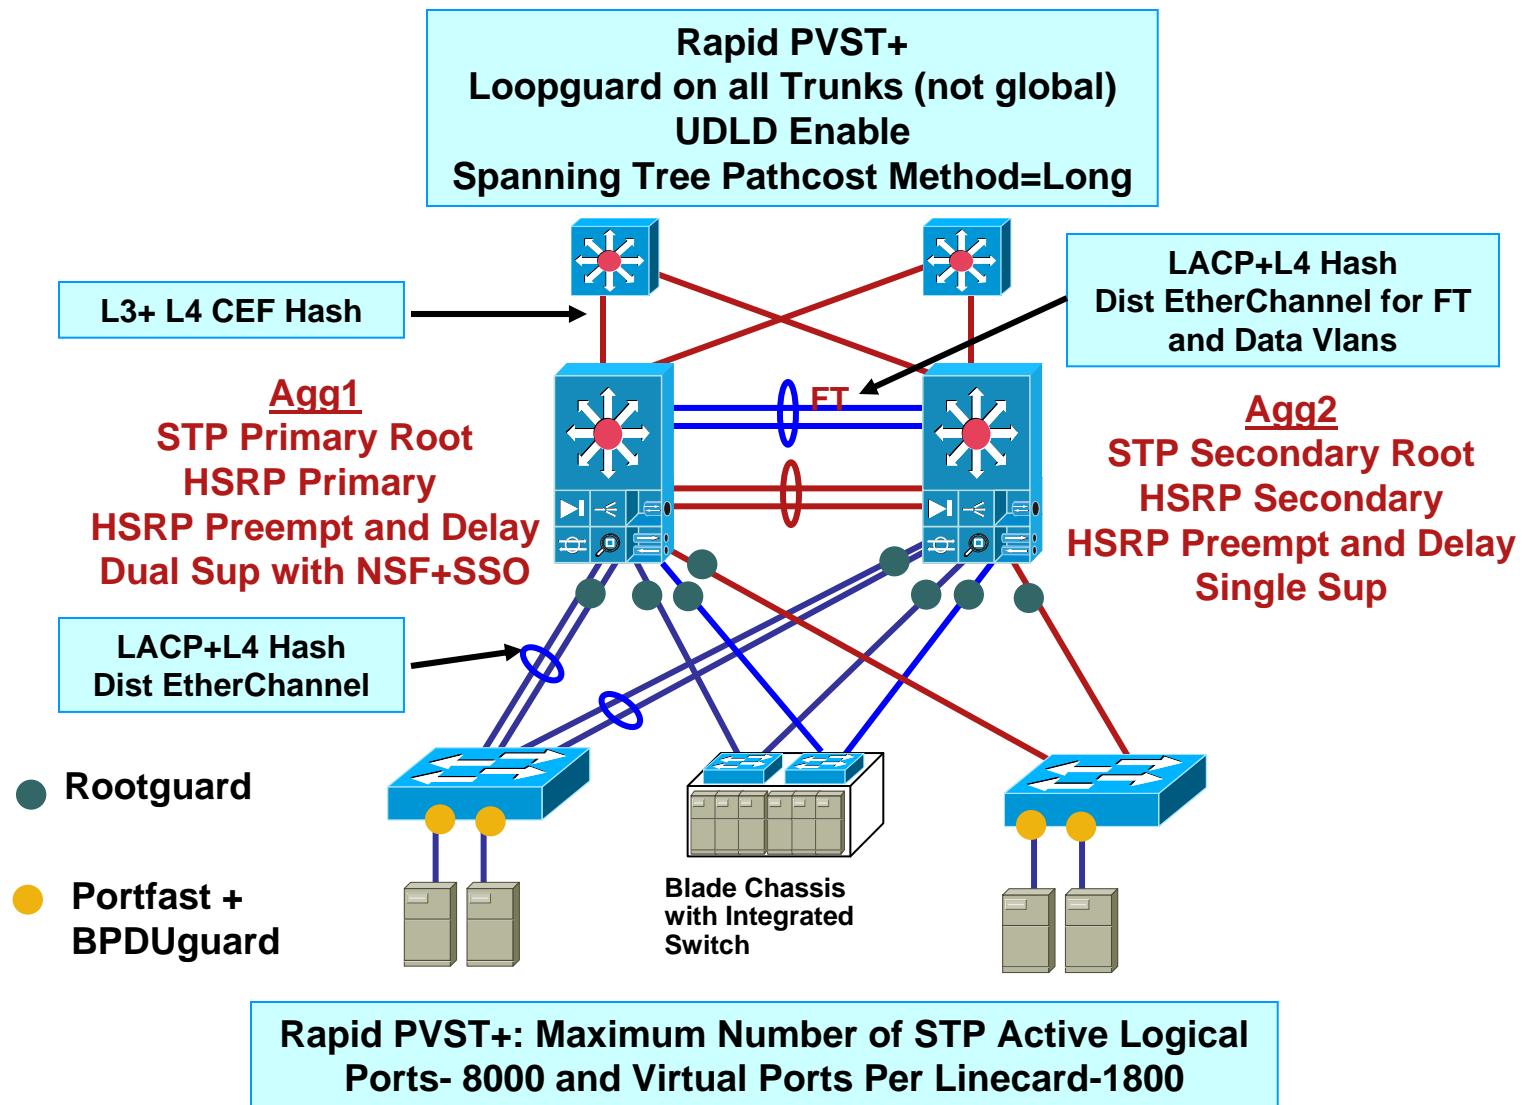 Rapid PVST+
Loopguard on all Trunks (not global)
UDLD Enable
Spanning Tree Pathcost Method=Long
L3+ L4 CEF Hash
LACP+L4 Hash
Dist EtherChannel for FT
and Data Vlans
FT
Agg1
STP Primary Root
HSRP Primary
HSRP Preempt and Delay
Dual Sup with NSF+SSO
Agg2
STP Secondary Root
HSRP Secondary
HSRP Preempt and Delay
Single Sup
LACP+L4 Hash
Dist EtherChannel
Rootguard
Portfast +
BPDUguard
Blade Chassis
with Integrated
Switch
Rapid PVST+: Maximum Number of STP Active Logical
Ports- 8000 and Virtual Ports Per Linecard-1800